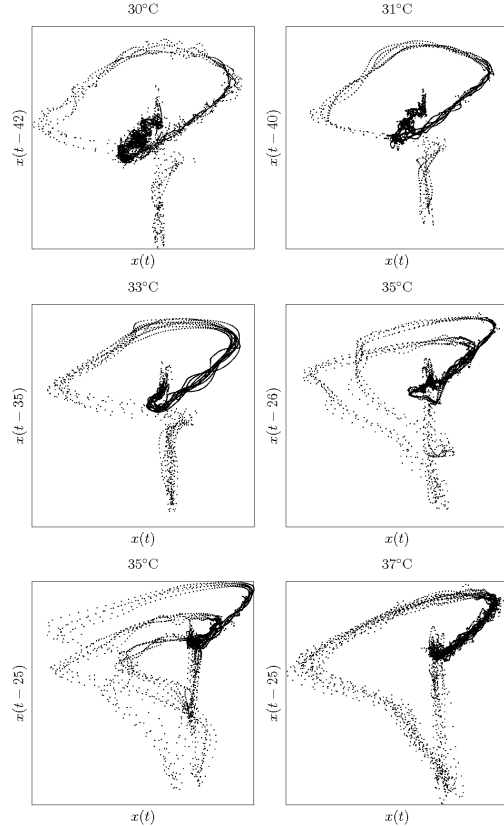 30°C
31°C
x(t − 42)
x(t − 40)
x(t)
x(t)
33°C
35°C
x(t − 35)
x(t − 26)
x(t)
x(t)
35°C
37°C
x(t − 25)
x(t − 25)
x(t)
x(t)